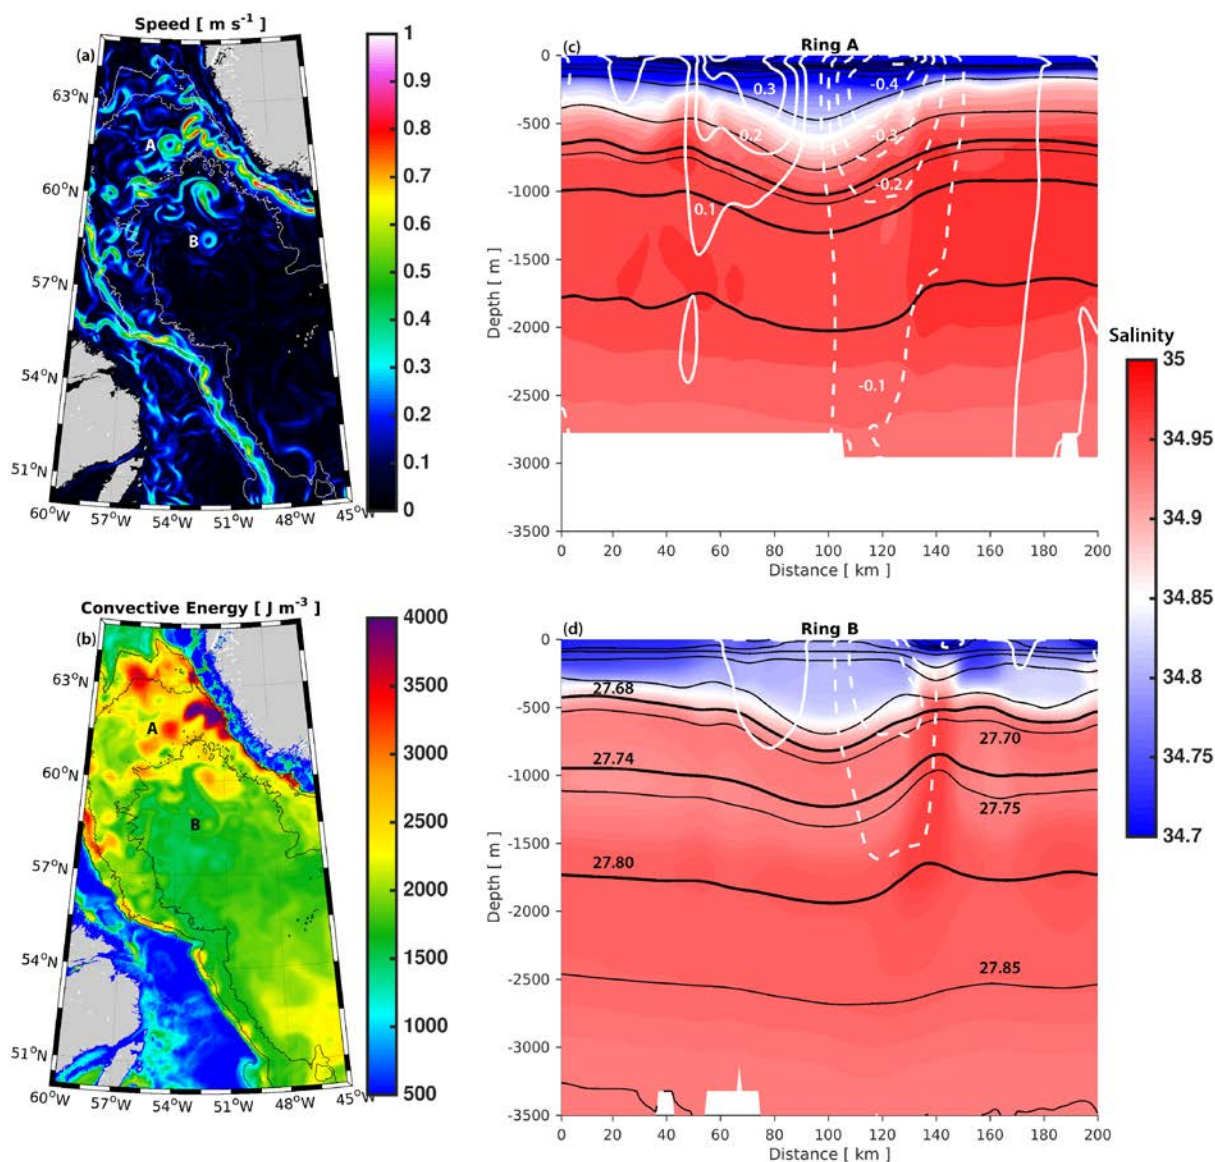 Speed [ m s⁻¹ ]
(a)
63°N
60°N
57°N
54°N
51°N
60°W
57°W
54°W
51°W
48°W
45°W
A
B
1
0.9
0.8
0.7
0.6
0.5
0.4
0.3
0.2
0.1
0
Convective Energy [ J m⁻³ ]
(b)
63°N
60°N
57°N
54°N
51°N
60°W
57°W
54°W
51°W
48°W
45°W
A
B
4000
3500
3000
2500
2000
1500
1000
500
(c)
Ring A
0
-500
-1000
-1500
-2000
-2500
-3000
-3500
Depth [ m ]
0.3
0.2
0.1
-0.4
-0.3
-0.2
-0.1
0
20
40
60
80
100
120
140
160
180
200
Distance [ km ]
(d)
Ring B
0
-500
-1000
-1500
-2000
-2500
-3000
-3500
Depth [ m ]
27.68
27.70
27.74
27.75
27.80
27.85
0
20
40
60
80
100
120
140
160
180
200
Distance [ km ]
Salinity
35
34.95
34.9
34.85
34.8
34.75
34.7